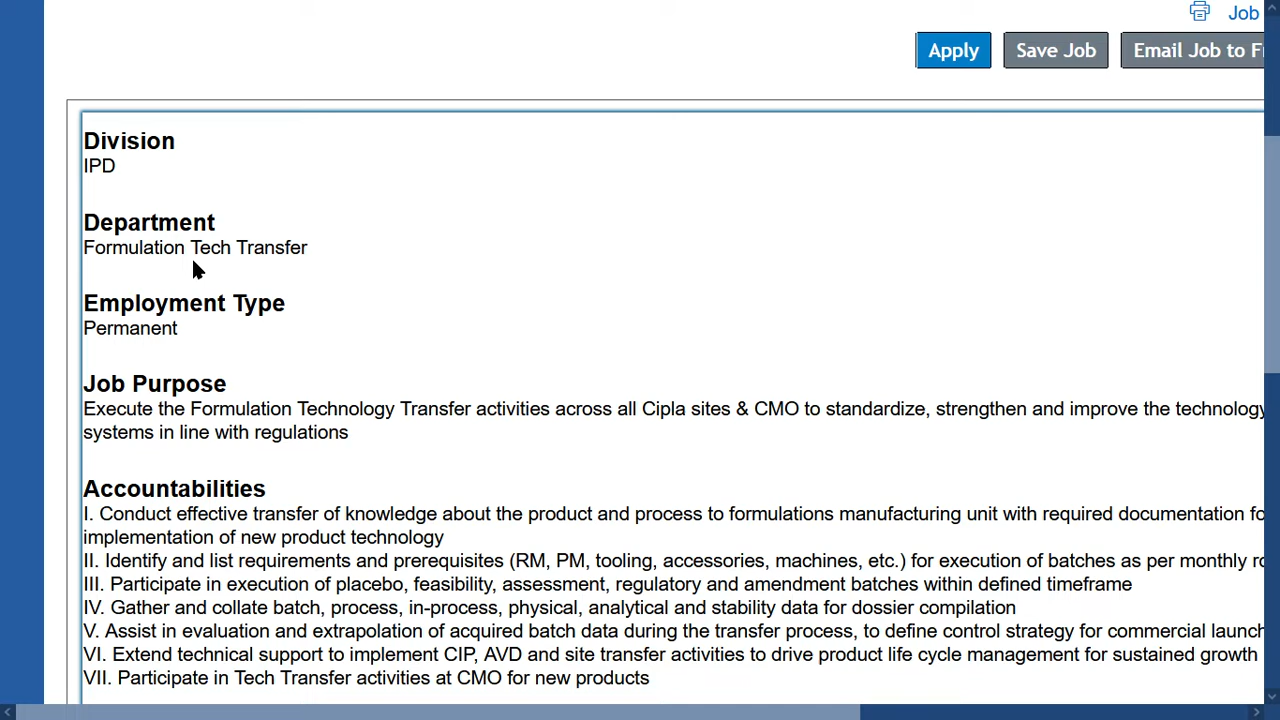 Job
Apply Save Job Email Job to F
Division
IPD
Department
Formulation Tech Transfer
Employment Type
Permanent
Job Purpose
Execute the Formulation Technology Transfer activities across all Cipla sites & CMO to standardize, strengthen and improve the technology
systems in line with regulations
Accountabilities
I. Conduct effective transfer of knowledge about the product and process to formulations manufacturing unit with required documentation fo
implementation of new product technology
II. Identify and list requirements and prerequisites (RM, PM, tooling, accessories, machines, etc.) for execution of batches as per monthly ro
III. Participate in execution of placebo, feasibility, assessment, regulatory and amendment batches within defined timeframe
IV. Gather and collate batch, process, in-process, physical, analytical and stability data for dossier compilation
V. Assist in evaluation and extrapolation of acquired batch data during the transfer process, to define control strategy for commercial launch
VI. Extend technical support to implement CIP, AVD and site transfer activities to drive product life cycle management for sustained growth
VII. Participate in Tech Transfer activities at CMO for new products